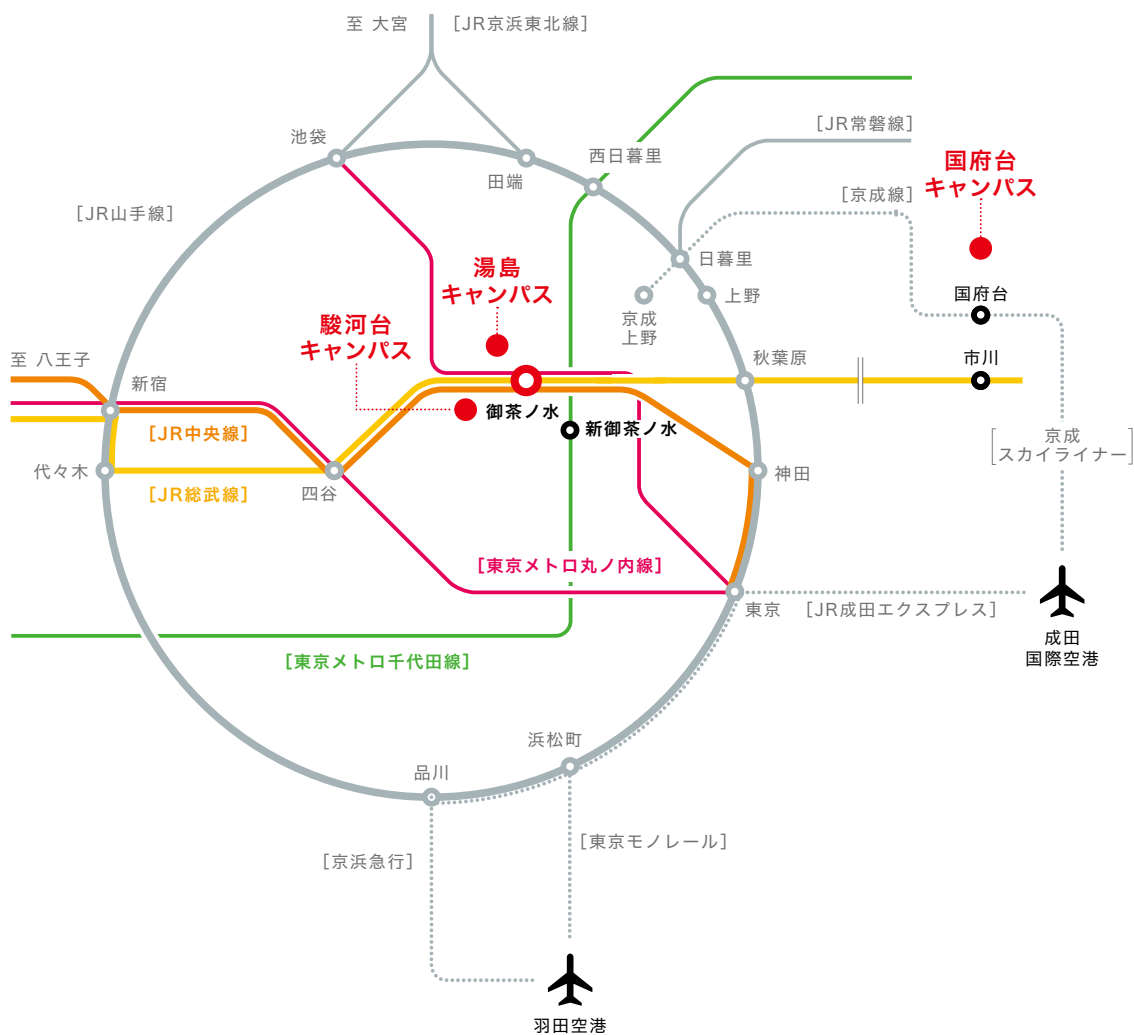 至 大宮
[JR京浜東北線]
池袋
田端
西日暮里
[JR常磐線]
国府台
キャンパス
[京成線]
[JR山手線]
日暮里
湯島
キャンパス
上野
京成
上野
国府台
駿河台
キャンパス
至 八王子
新宿
秋葉原
市川
御茶ノ水
新御茶ノ水
[JR中央線]
京成
スカイライナー
代々木
[JR総武線]
四谷
神田
[東京メトロ丸ノ内線]
東京
[JR成田エクスプレス]
成田
国際空港
[東京メトロ千代田線]
浜松町
品川
[東京モノレール]
[京浜急行]
羽田空港